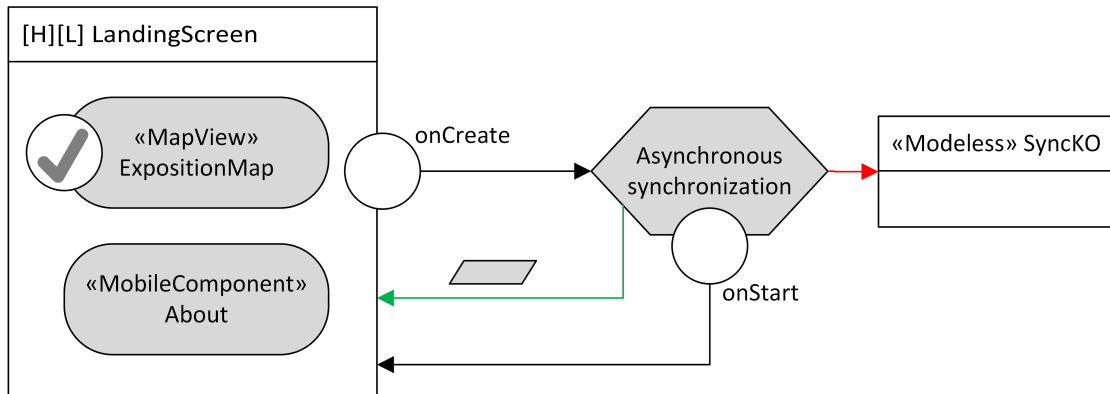 [H][L] LandingScreen
«MapView»
ExpositionMap
onCreate
Asynchronous
synchronization
«Modeless» SyncKO
«MobileComponent»
About
onStart